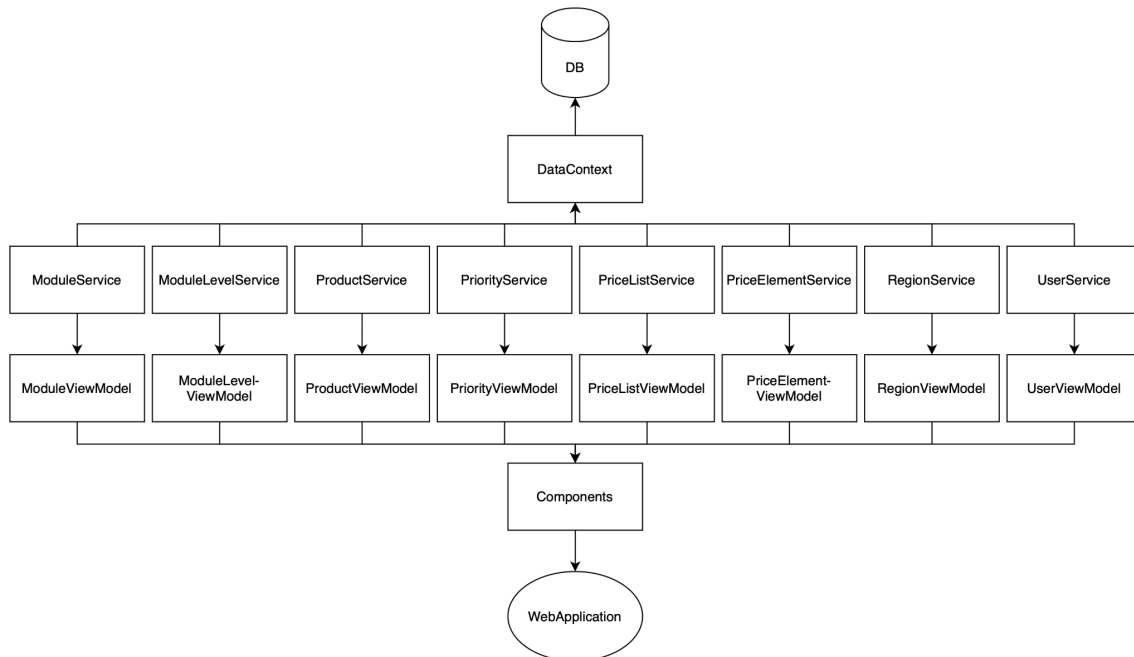 DB
DataContext
ModuleService
ModuleLevelService
ProductService
PriorityService
PriceListService
PriceElementService
RegionService
UserService
ModuleViewModel
ModuleLevel-
ViewModel
ProductViewModel
PriorityViewModel
PriceListViewModel
PriceElement-
ViewModel
RegionViewModel
UserViewModel
Components
WebApplication